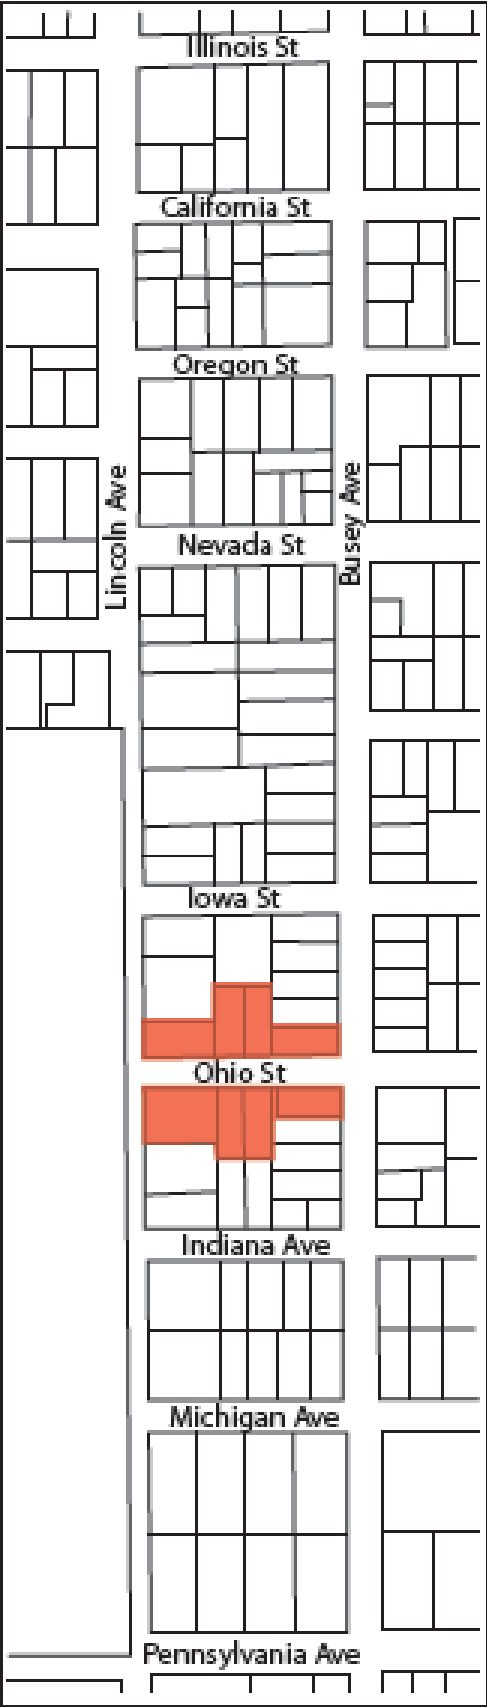 Illinois St
California St
Oregon St
Lincoln Ave
Busey Ave
Nevada St
Iowa St
Ohio St
Indiana Ave
Michigan Ave
Pennsylvania Ave